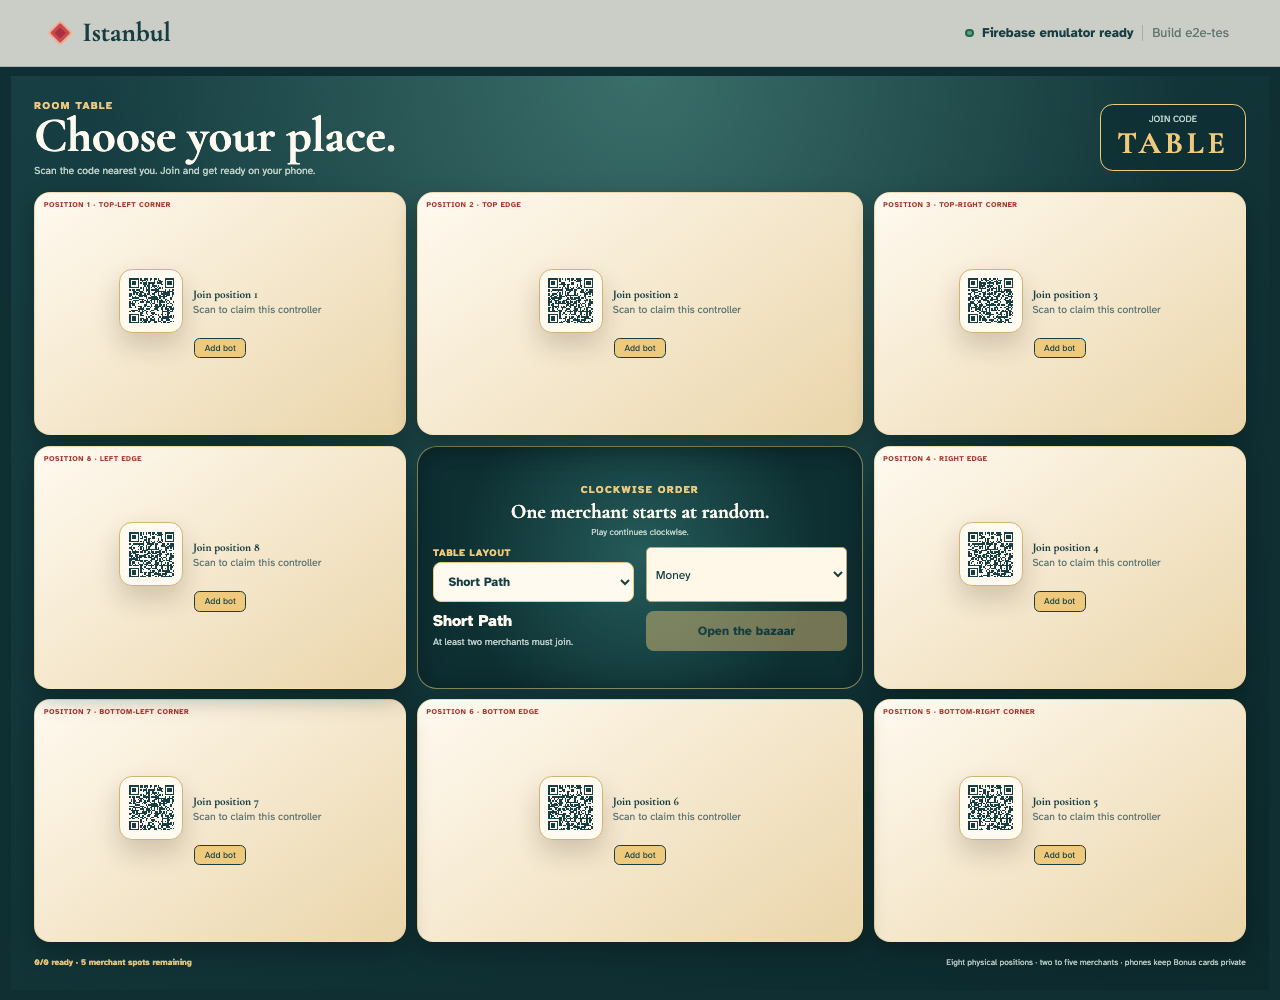 Istanbul
Firebase emulator ready
Build e2e-tes
ROOM TABLE
Choose your place.
Scan the code nearest you. Join and get ready on your phone.
JOIN CODE
TABLE
POSITION 1 · TOP-LEFT CORNER
Join position 1
Scan to claim this controller
Add bot
POSITION 2 · TOP EDGE
Join position 2
Scan to claim this controller
Add bot
POSITION 3 · TOP-RIGHT CORNER
Join position 3
Scan to claim this controller
Add bot
POSITION 8 · LEFT EDGE
Join position 8
Scan to claim this controller
Add bot
CLOCKWISE ORDER
One merchant starts at random.
Play continues clockwise.
TABLE LAYOUT
Short Path
Money
Short Path
At least two merchants must join.
Open the bazaar
POSITION 4 · RIGHT EDGE
Join position 4
Scan to claim this controller
Add bot
POSITION 7 · BOTTOM-LEFT CORNER
Join position 7
Scan to claim this controller
Add bot
POSITION 6 · BOTTOM EDGE
Join position 6
Scan to claim this controller
Add bot
POSITION 5 · BOTTOM-RIGHT CORNER
Join position 5
Scan to claim this controller
Add bot
0/0 ready · 5 merchant spots remaining
Eight physical positions · two to five merchants · phones keep Bonus cards private